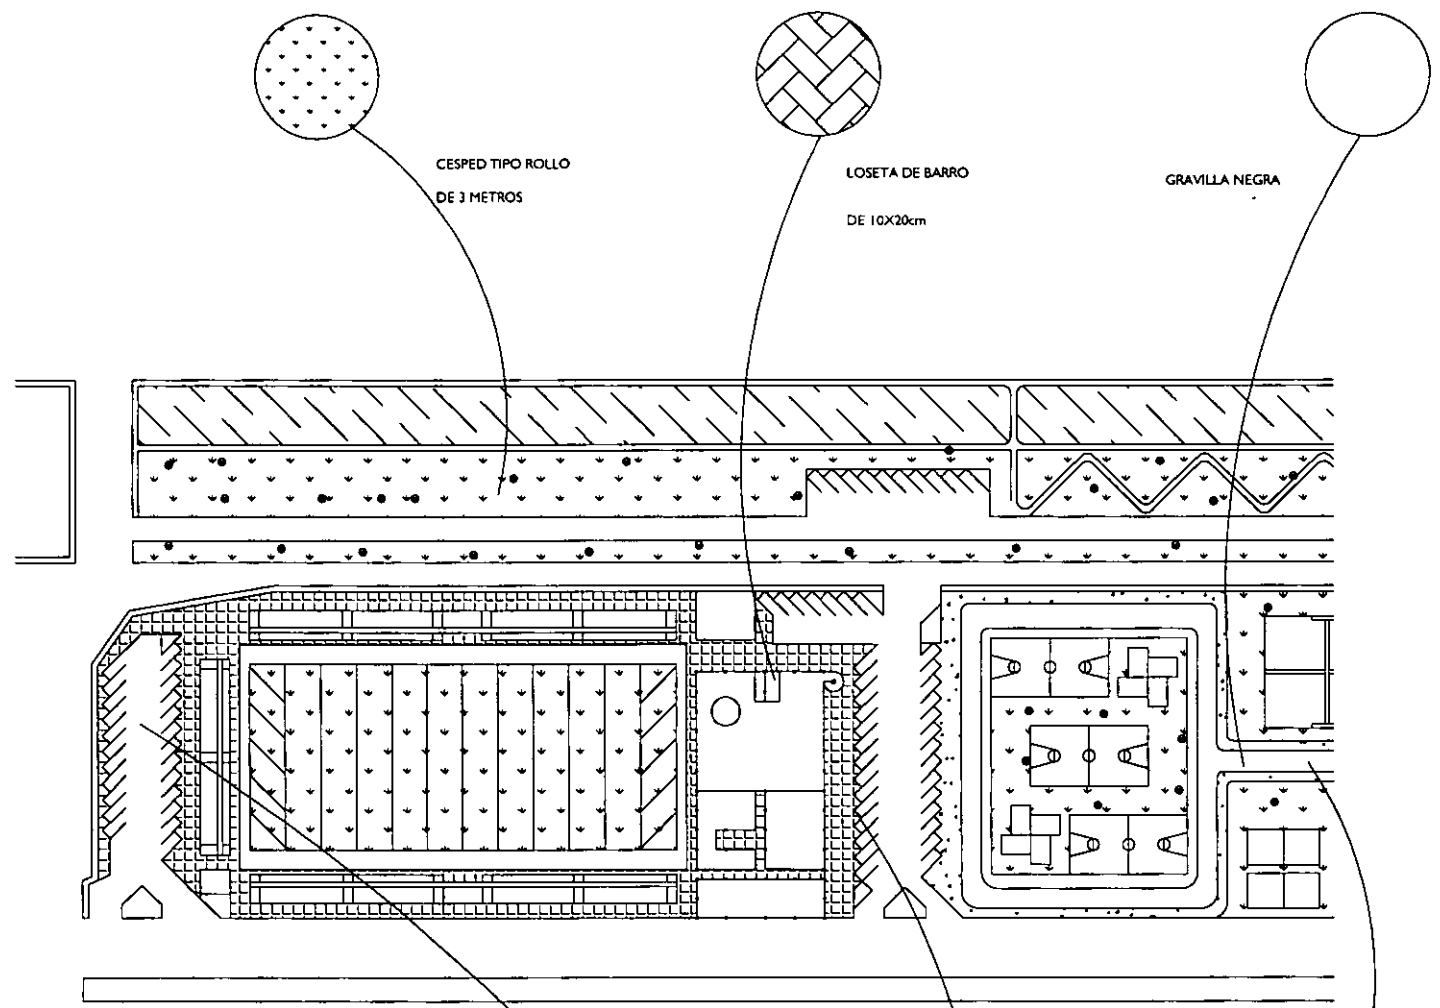 CESPED TIPO ROLLO
DE 3 METROS
LOSETA DE BARRO
DE 10X20cm
GRAVILLA NEGRA